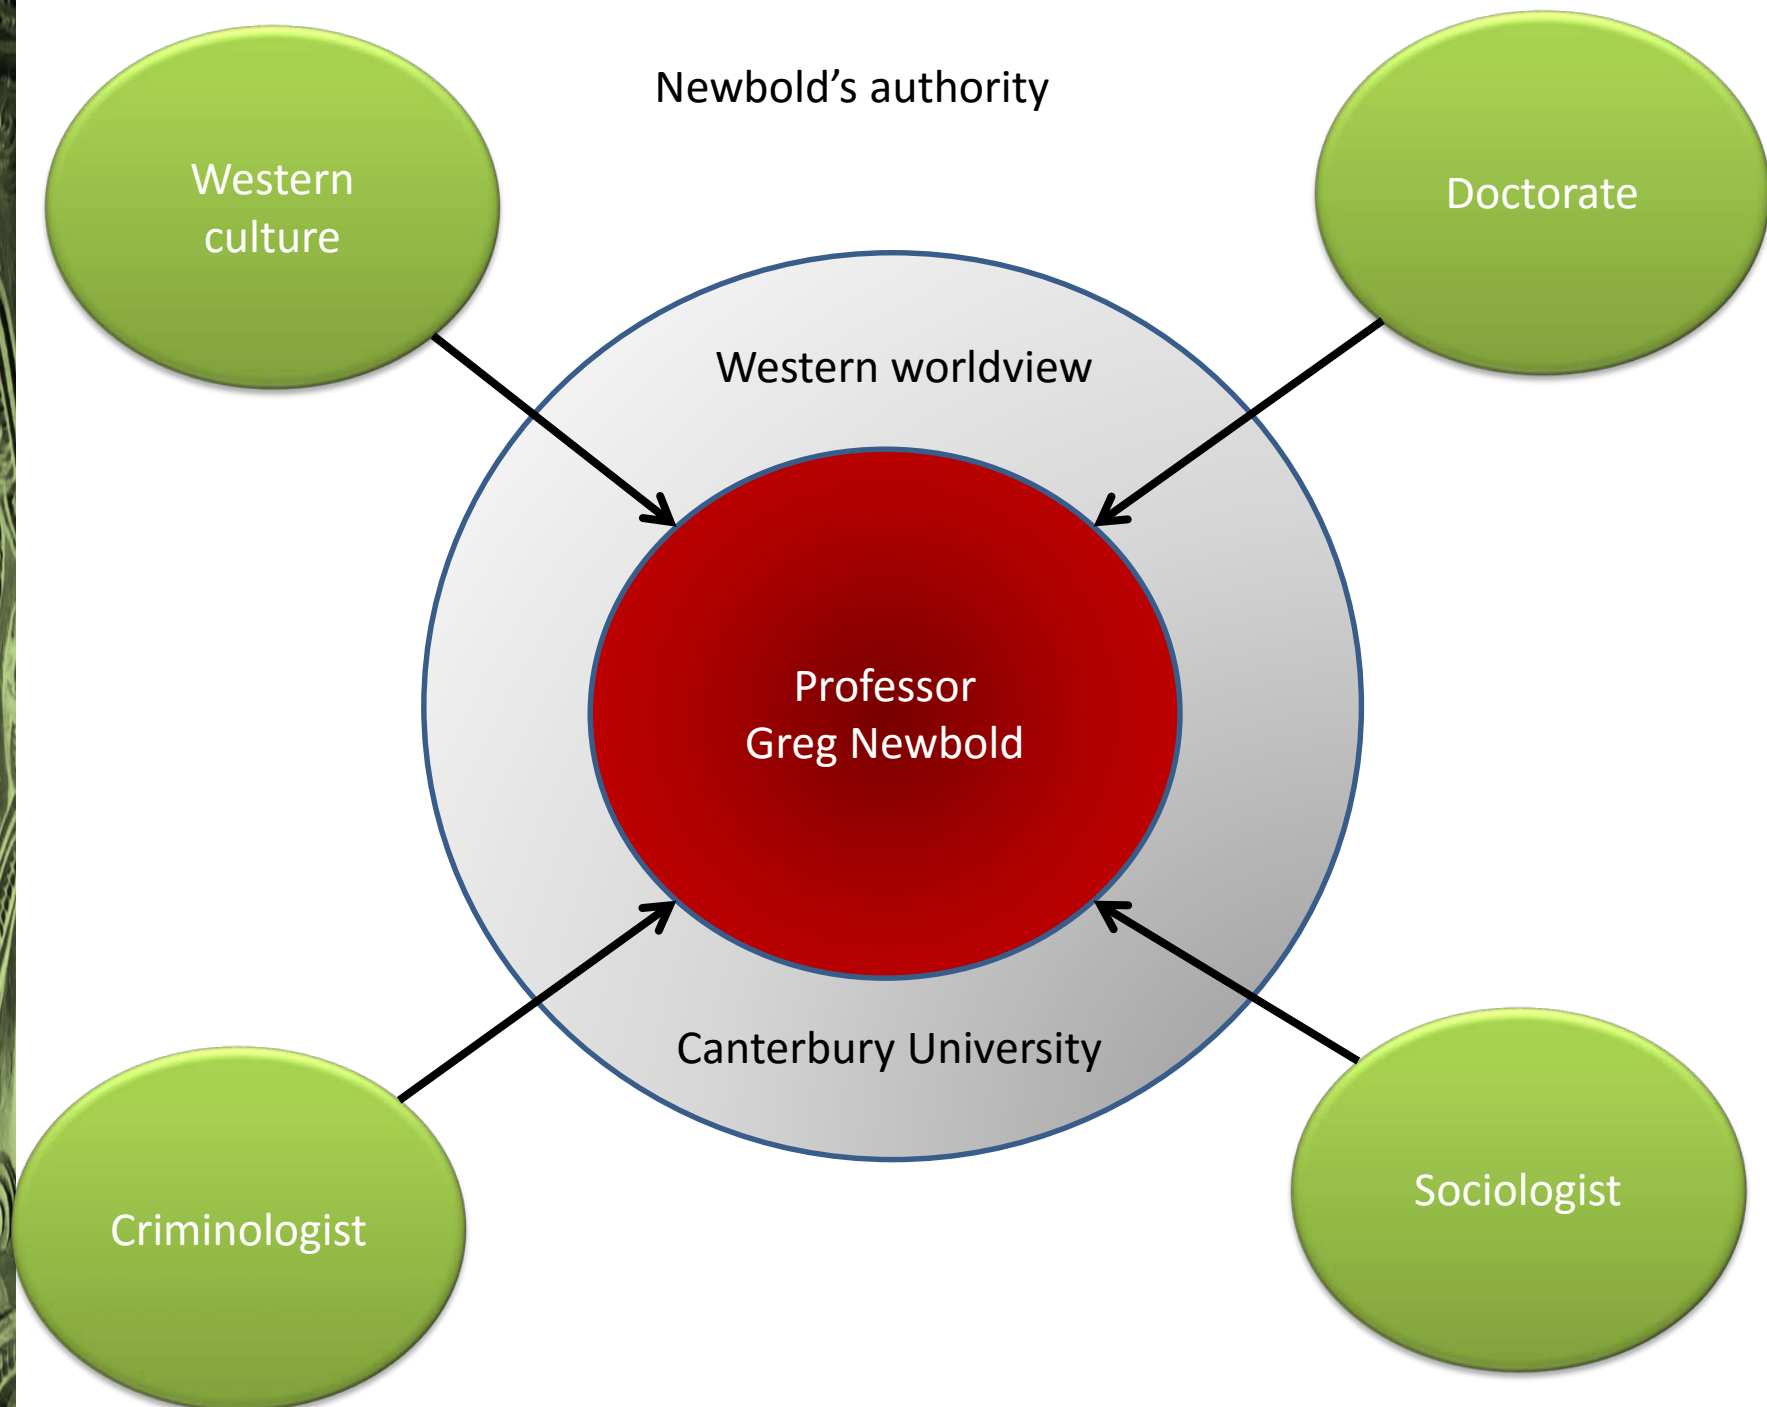 Newbold’s authority
Western
culture
Doctorate
Western worldview
Professor
Greg Newbold
Canterbury University
Criminologist
Sociologist